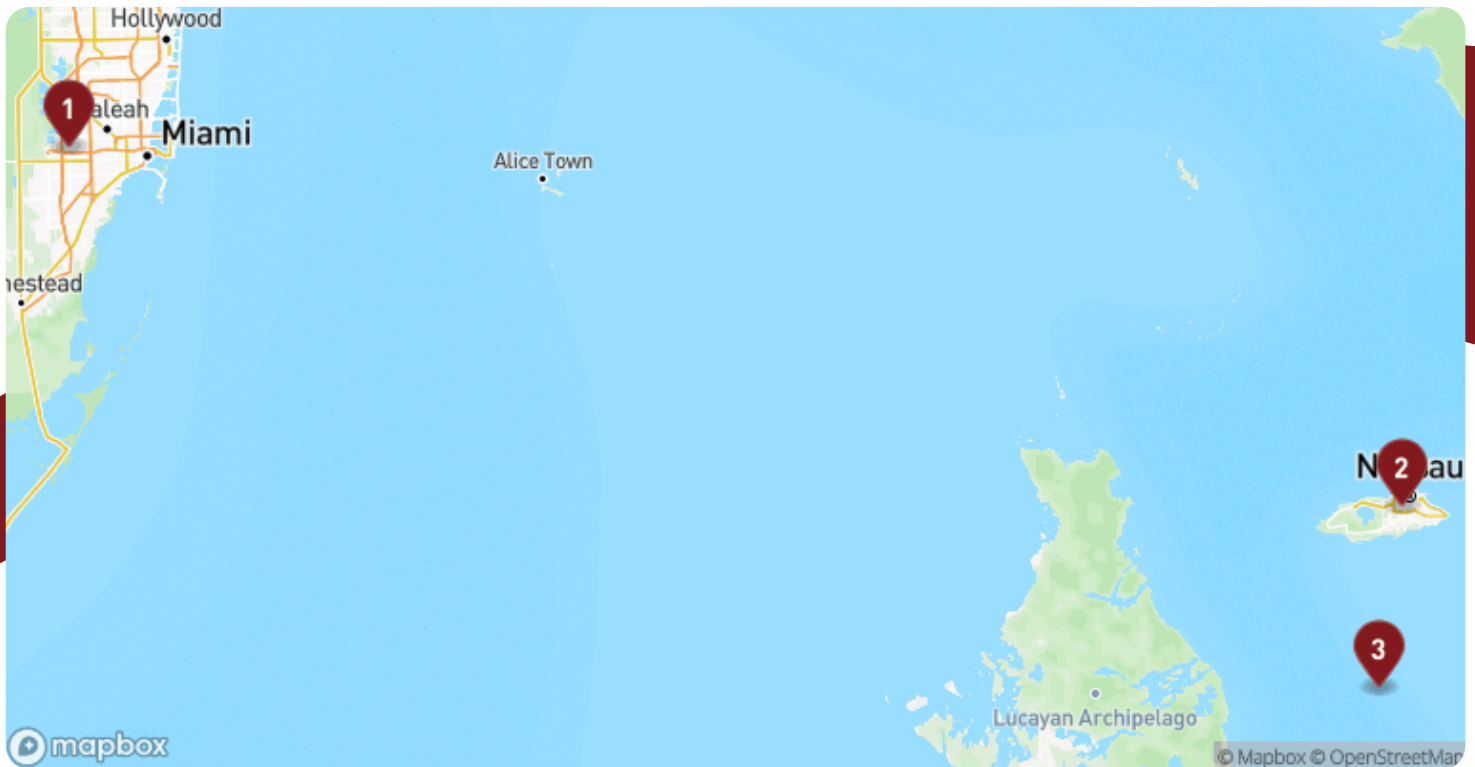 Hollywood
1
aleah
Miami
Alice Town
nestead
2
au
3
Lucayan Archipelago
mapbox
© Mapbox © OpenStreetMap